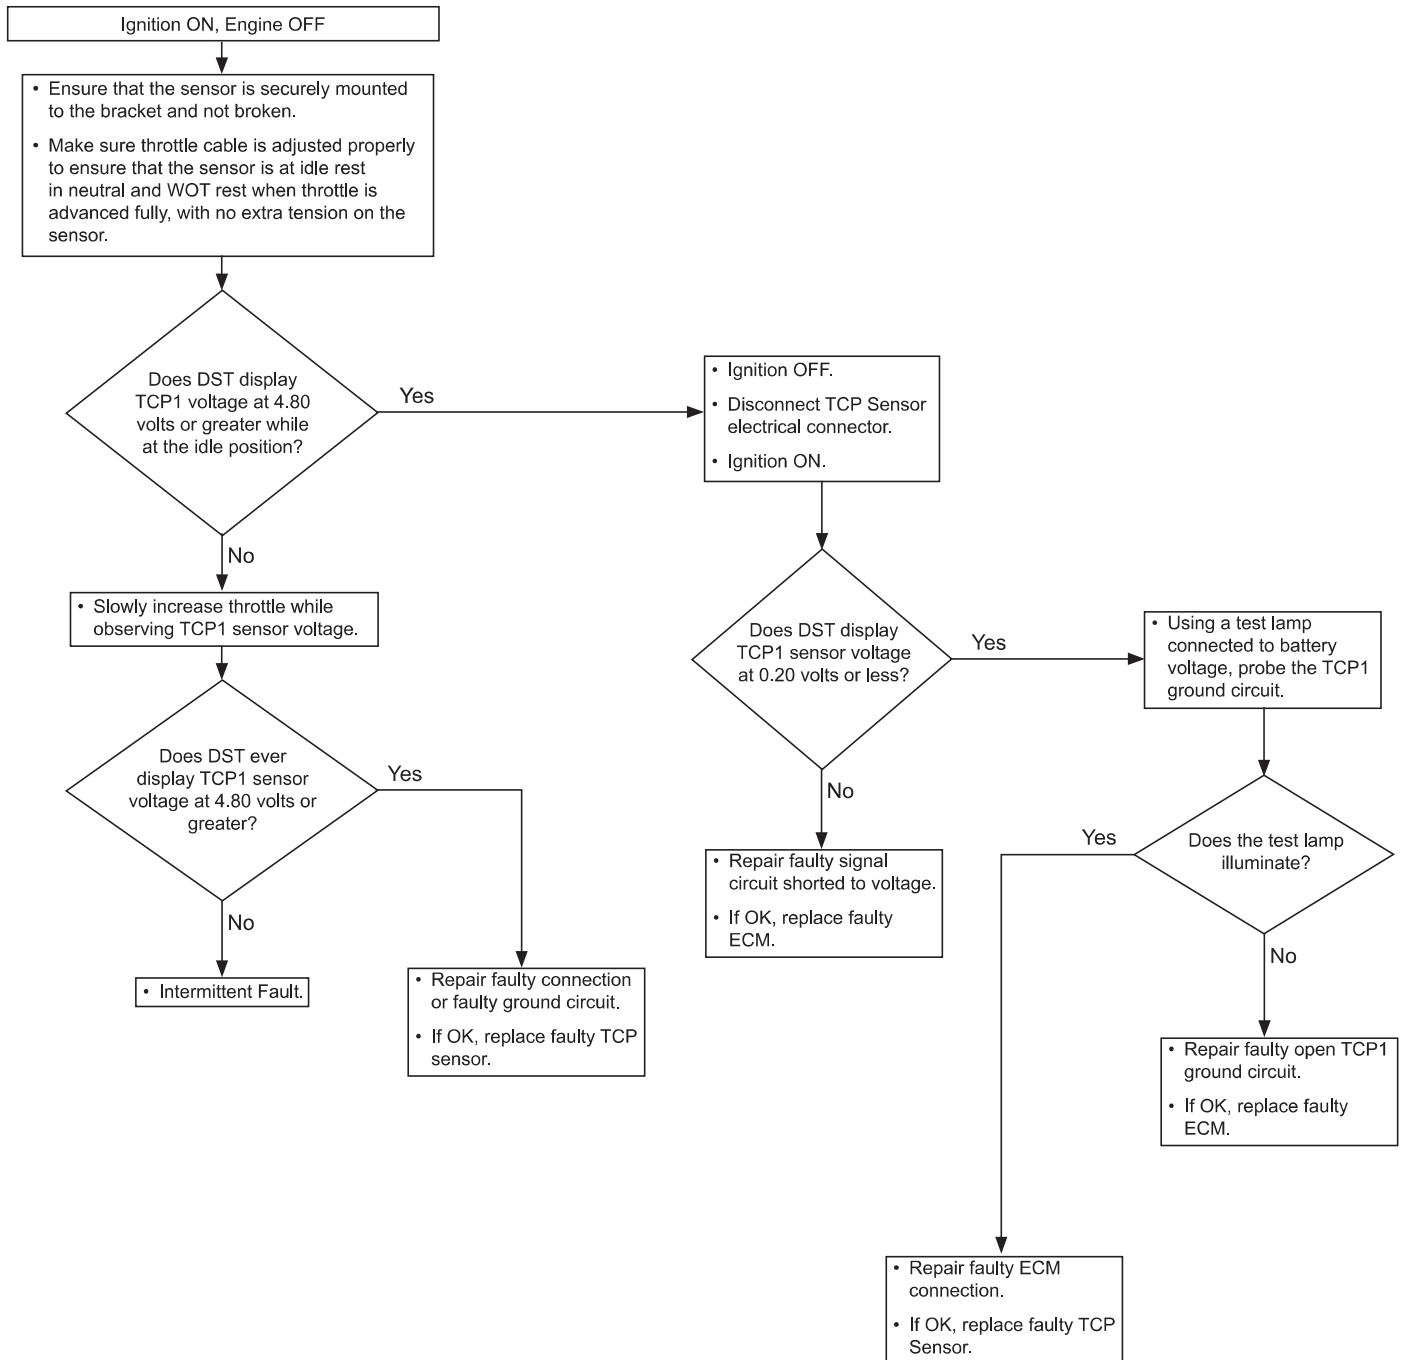 Ignition ON, Engine OFF
• Ensure that the sensor is securely mounted
to the bracket and not broken.
• Make sure throttle cable is adjusted properly
to ensure that the sensor is at idle rest
in neutral and WOT rest when throttle is
advanced fully, with no extra tension on the
sensor.
Does DST display
TCP1 voltage at 4.80
volts or greater while
at the idle position?
Yes
No
• Ignition OFF.
• Disconnect TCP Sensor
electrical connector.
• Ignition ON.
• Slowly increase throttle while
observing TCP1 sensor voltage.
Does DST ever
display TCP1 sensor
voltage at 4.80 volts or
greater?
Yes
No
• Intermittent Fault.
• Repair faulty connection
or faulty ground circuit.
• If OK, replace faulty TCP
sensor.
Does DST display
TCP1 sensor voltage
at 0.20 volts or less?
Yes
No
• Repair faulty signal
circuit shorted to voltage.
• If OK, replace faulty
ECM.
• Using a test lamp
connected to battery
voltage, probe the TCP1
ground circuit.
Does the test lamp
illuminate?
Yes
No
• Repair faulty open TCP1
ground circuit.
• If OK, replace faulty
ECM.
• Repair faulty ECM
connection.
• If OK, replace faulty TCP
Sensor.